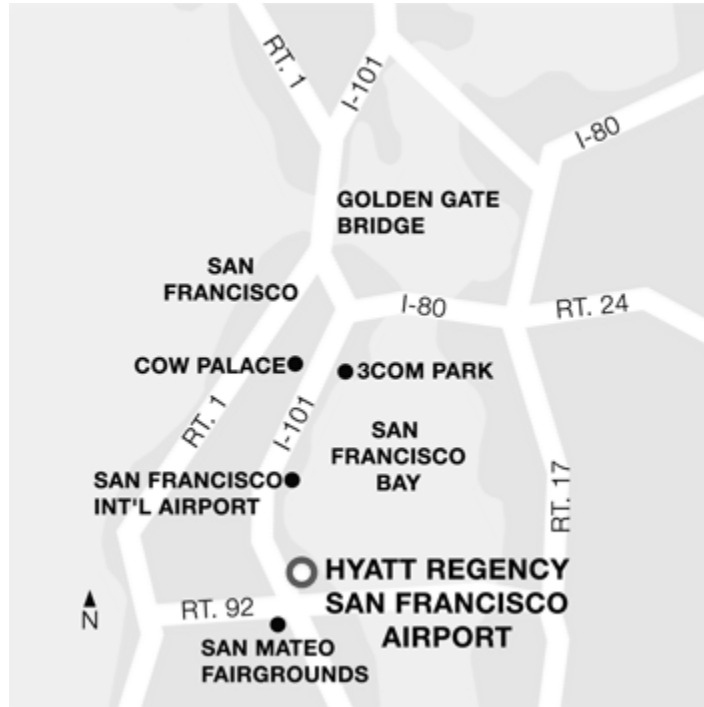 RT. 1
I-101
I-80
GOLDEN GATE
BRIDGE
SAN
FRANCISCO
I-80
RT. 24
COW PALACE
3COM PARK
RT. 1
I-101
SAN
FRANCISCO
BAY
SAN FRANCISCO
INT'L AIRPORT
RT. 17
HYATT REGENCY
SAN FRANCISCO
AIRPORT
N
RT. 92
SAN MATEO
FAIRGROUNDS